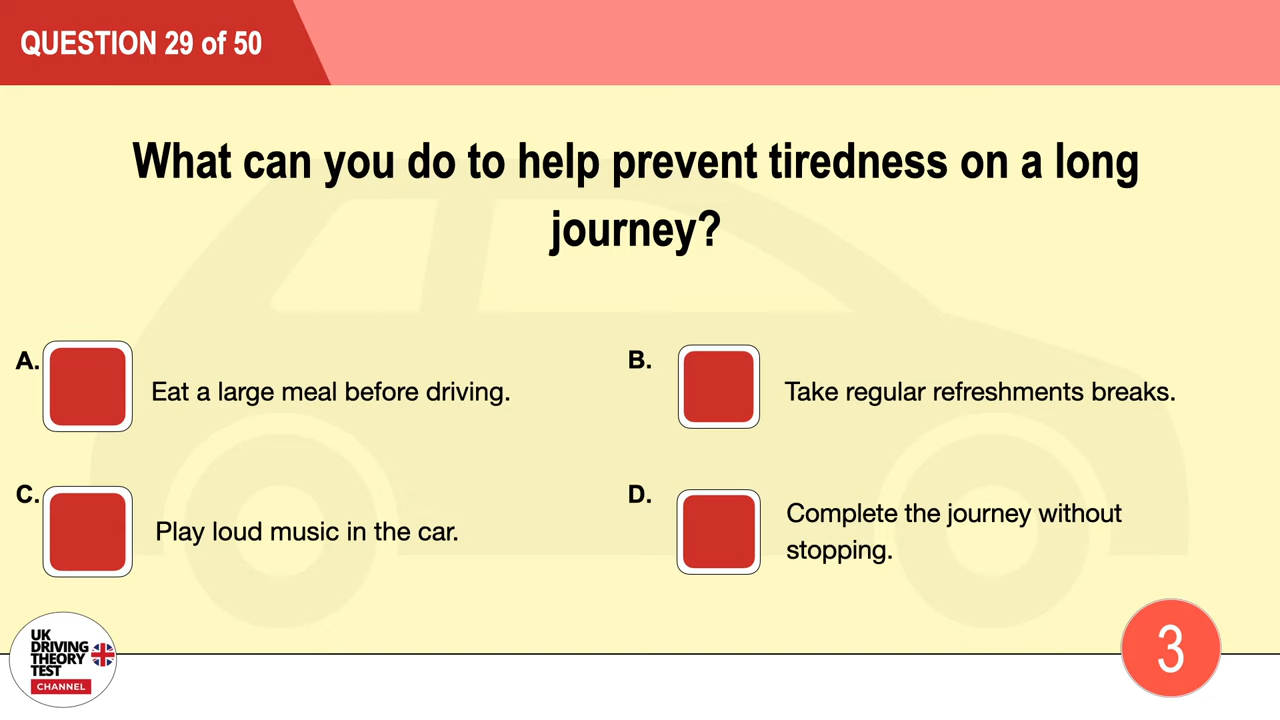 QUESTION 29 of 50
What can you do to help prevent tiredness on a long
journey?
A.
Eat a large meal before driving.
B.
Take regular refreshments breaks.
C.
Play loud music in the car.
D.
Complete the journey without
stopping.
UK
DRIVING
THEORY
TEST
CHANNEL
3